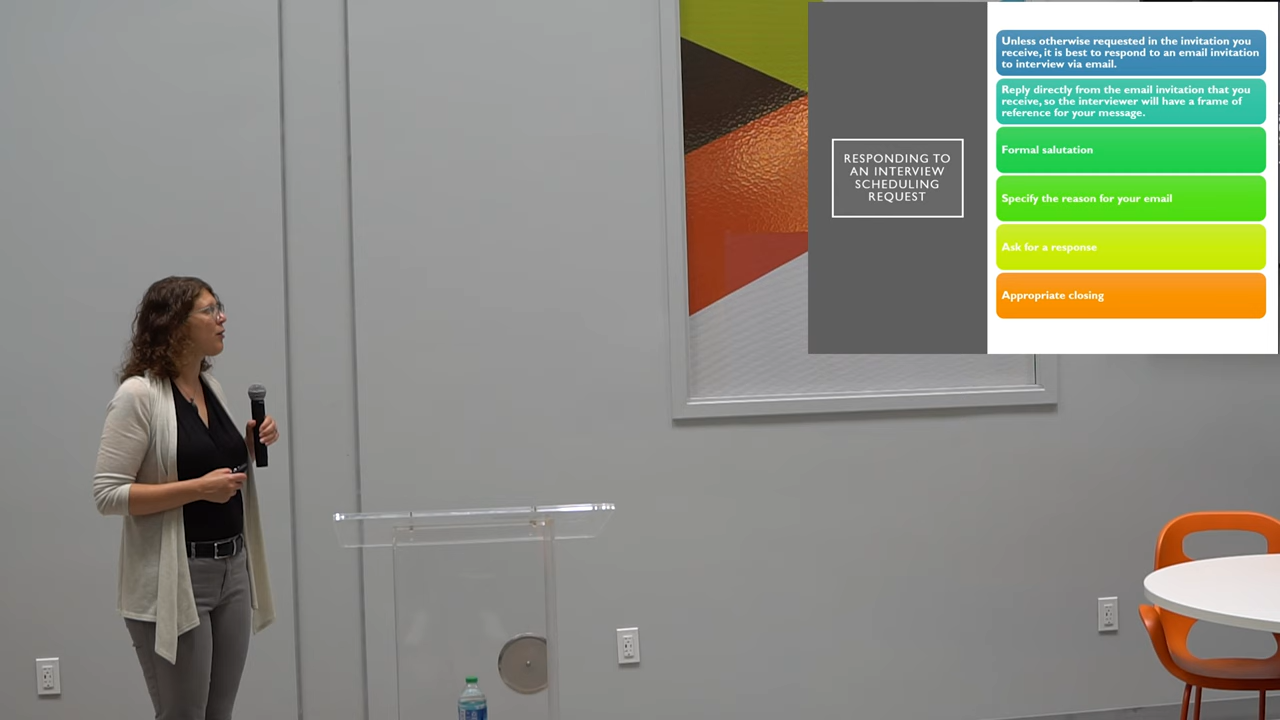 RESPONDING TO
AN INTERVIEW
SCHEDULING
REQUEST
Unless otherwise requested in the invitation you
receive, it is best to respond to an email invitation
to interview via email.
Reply directly from the email invitation that you
receive, so the interviewer will have a frame of
reference for your message.
Formal salutation
Specify the reason for your email
Ask for a response
Appropriate closing